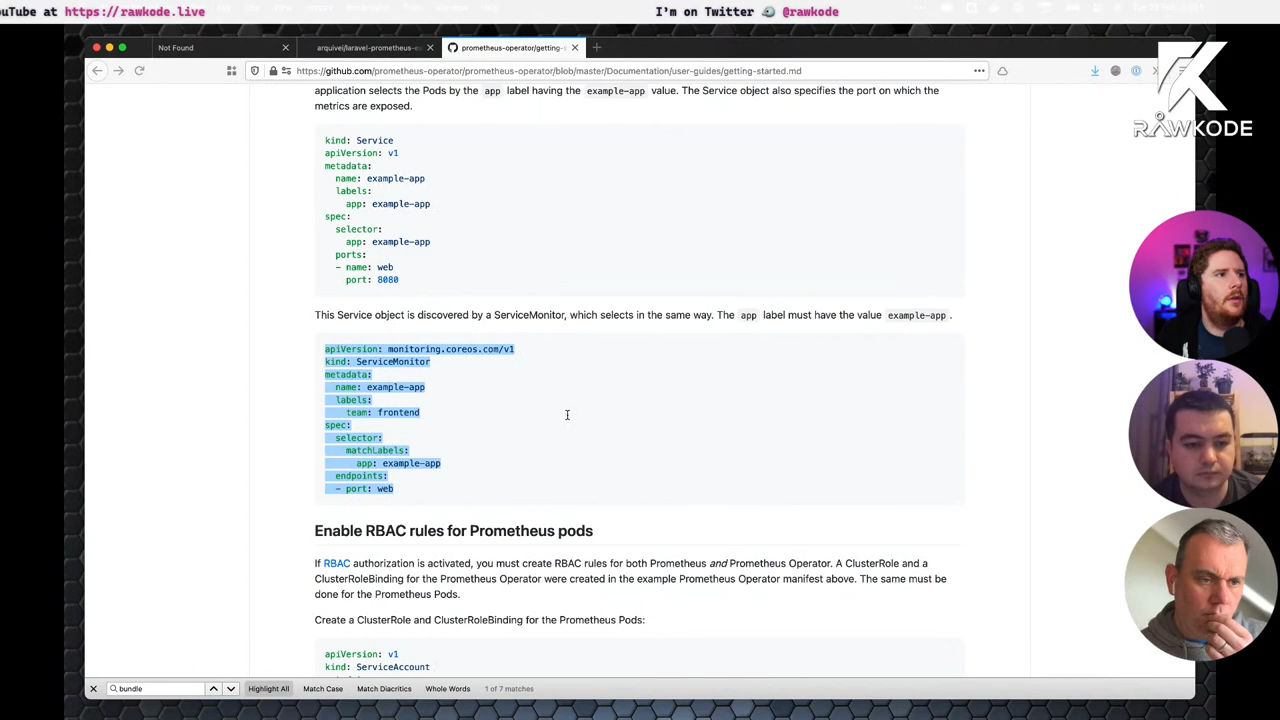 ouTube at https://rawkode.live
I'm on Twitter @rawkode
Not Found
arquivei/laravel-prometheus-e
prometheus-operator/getting-s
https://github.com/prometheus-operator/prometheus-operator/blob/master/Documentation/user-guides/getting-started.md
RAWKODE
application selects the Pods by the app label having the example-app value. The Service object also specifies the port on which the
metrics are exposed.
kind: Service
apiVersion: v1
metadata:
  name: example-app
  labels:
    app: example-app
spec:
  selector:
    app: example-app
  ports:
  - name: web
    port: 8080
This Service object is discovered by a ServiceMonitor, which selects in the same way. The app label must have the value example-app .
apiVersion: monitoring.coreos.com/v1
kind: ServiceMonitor
metadata:
  name: example-app
  labels:
    team: frontend
spec:
  selector:
    matchLabels:
      app: example-app
  endpoints:
  - port: web
Enable RBAC rules for Prometheus pods
If RBAC authorization is activated, you must create RBAC rules for both Prometheus and Prometheus Operator. A ClusterRole and a
ClusterRoleBinding for the Prometheus Operator were created in the example Prometheus Operator manifest above. The same must be
done for the Prometheus Pods.
Create a ClusterRole and ClusterRoleBinding for the Prometheus Pods:
apiVersion: v1
kind: ServiceAccount
bundle
Highlight All
Match Case
Match Diacritics
Whole Words
1 of 7 matches